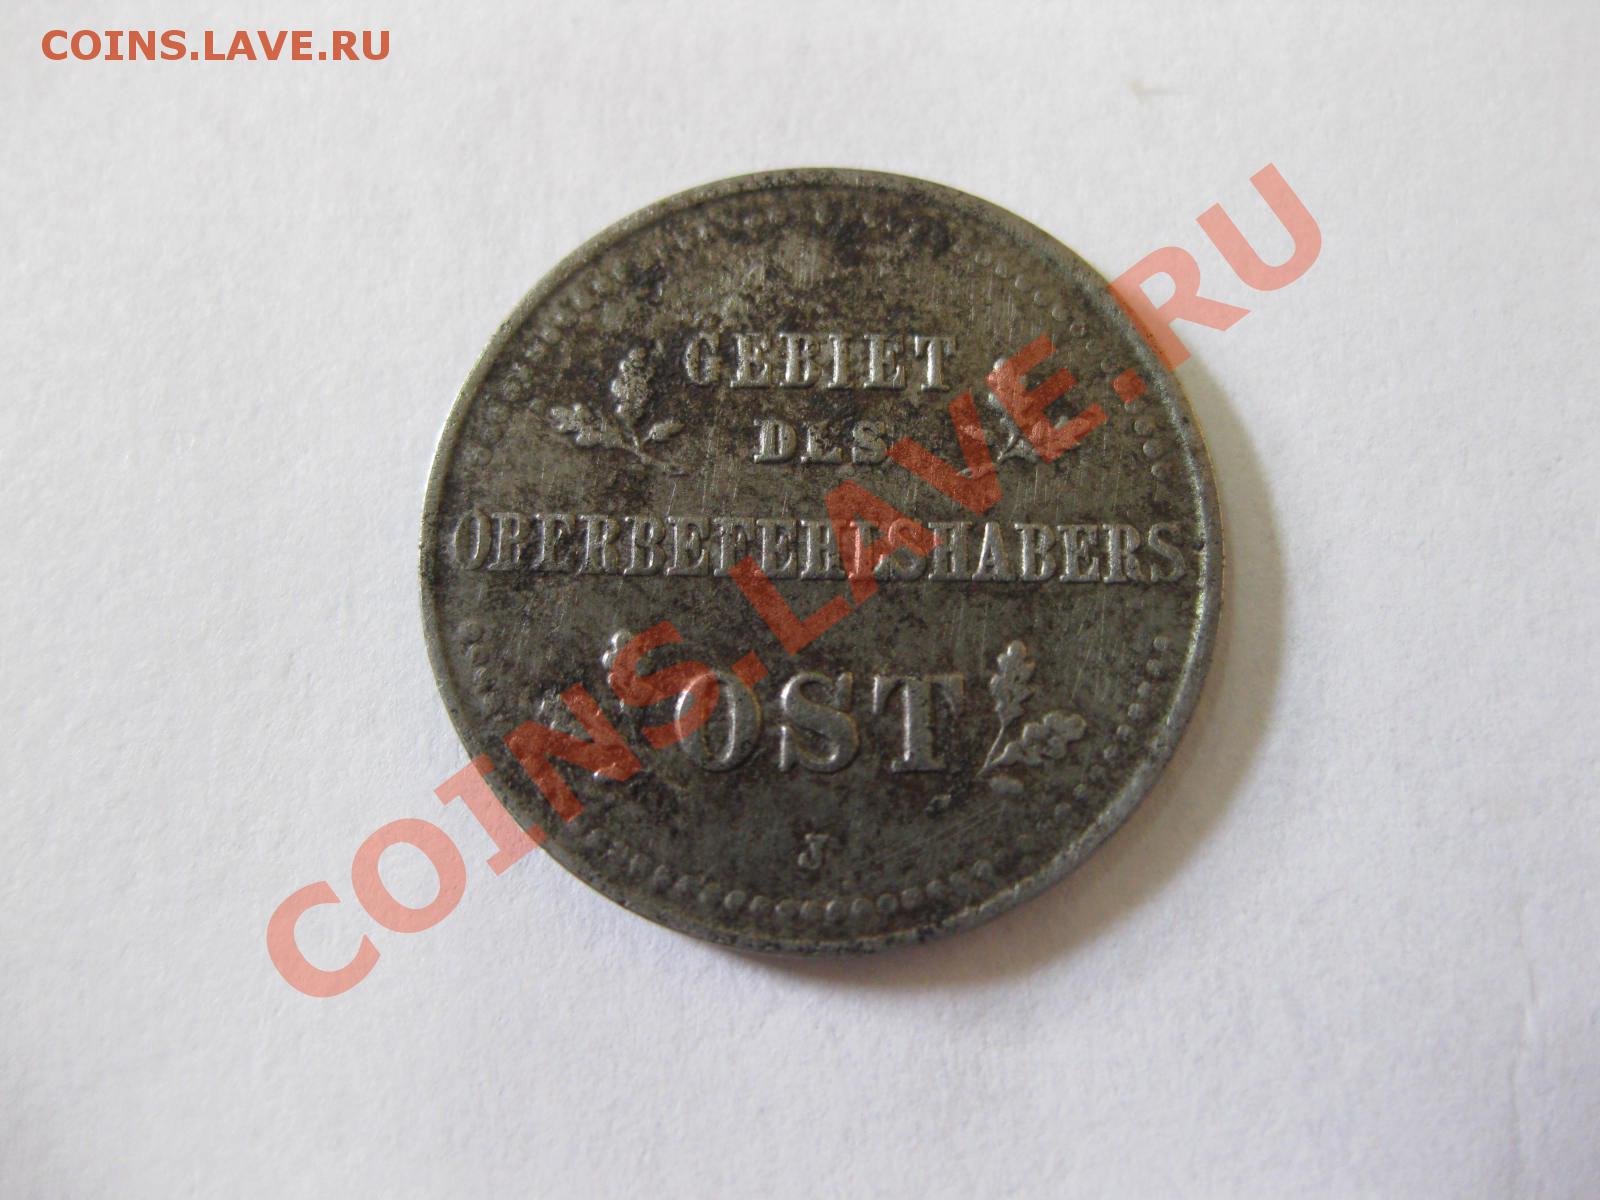 COINS.LAVE.RU
GEBIET
DES
OBERBEFEHLSHABERS
OST
J
COINS.LAVE.RU